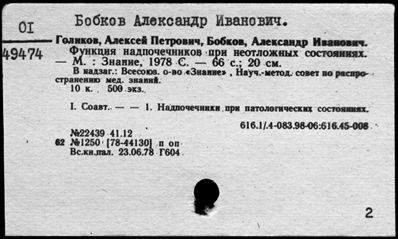 Бобков Александр Иванович.
ОІ
49474
Голиков, Алексей Петрович, Бобков, Александр Иванович.
Функция надпочечников при неотложных состояниях.
— М. : Знание, 1978 С. — 66 с.; 20 см.
В надзаг.: Всесоюз. о-во «Знание» , Науч.-метод. совет по распро-
странению мед. знаний.
10 к. 500 экз.
I. Соавт. — — 1. Надпочечники при патологических состояниях.
616.1/.4-083.98-06:616.45-008
№22439 41.12
62 №1250 [78-44130] п оп
Вс.кн.пал. 23.06.78 Г604
2